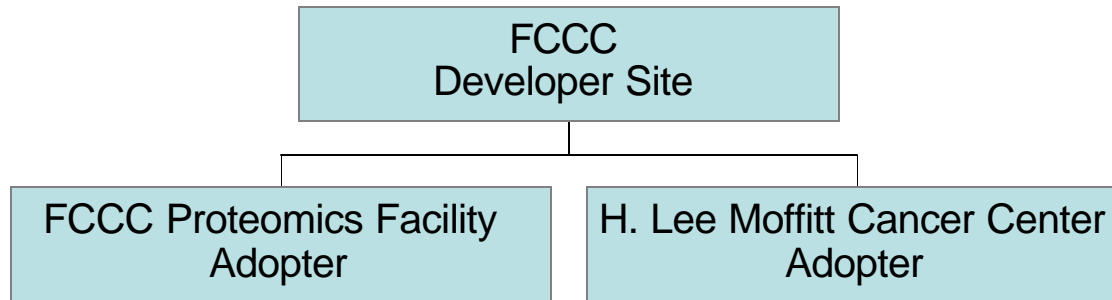 FCCC
Developer Site
FCCC Proteomics Facility
Adopter
H. Lee Moffitt Cancer Center
Adopter